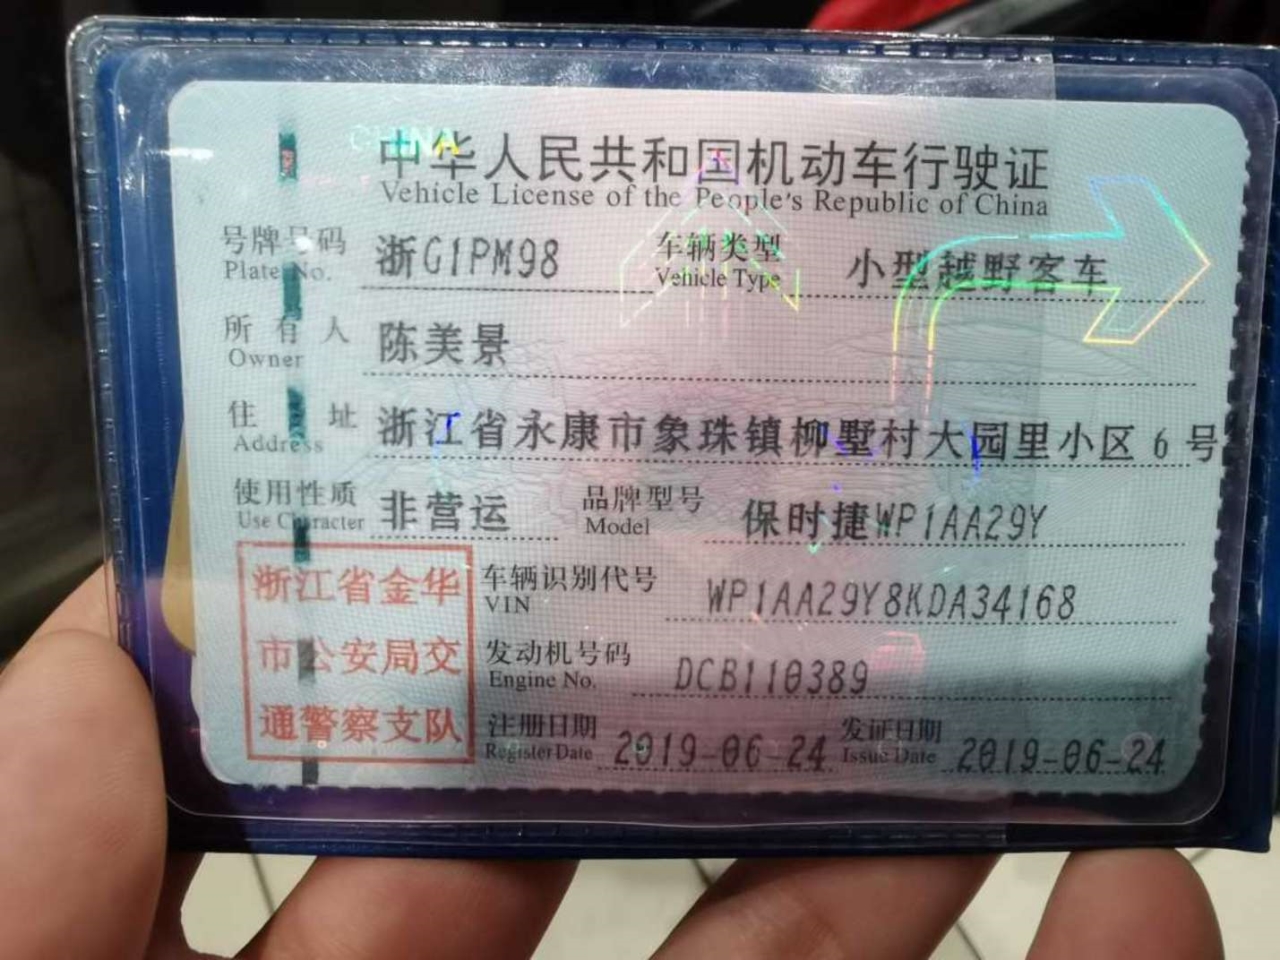 中华人民共和国机动车行驶证
Vehicle License of the People's Republic of China
号牌号码 浙G1PM98 车辆类型 小型越野客车
Plate No. Vehicle Type
所有人 陈美景
Owner
住址 浙江省永康市象珠镇柳墅村大园里小区6号
Address
使用性质 非营运 品牌型号 保时捷WP1AA29Y
Use Character Model
浙江省金华
市公安局交
通警察支队
车辆识别代号 WP1AA29Y8KDA34168
VIN
发动机号码 DCB110389
Engine No.
注册日期 2019-06-24 发证日期 2019-06-24
Register Date Issue Date
CHINA